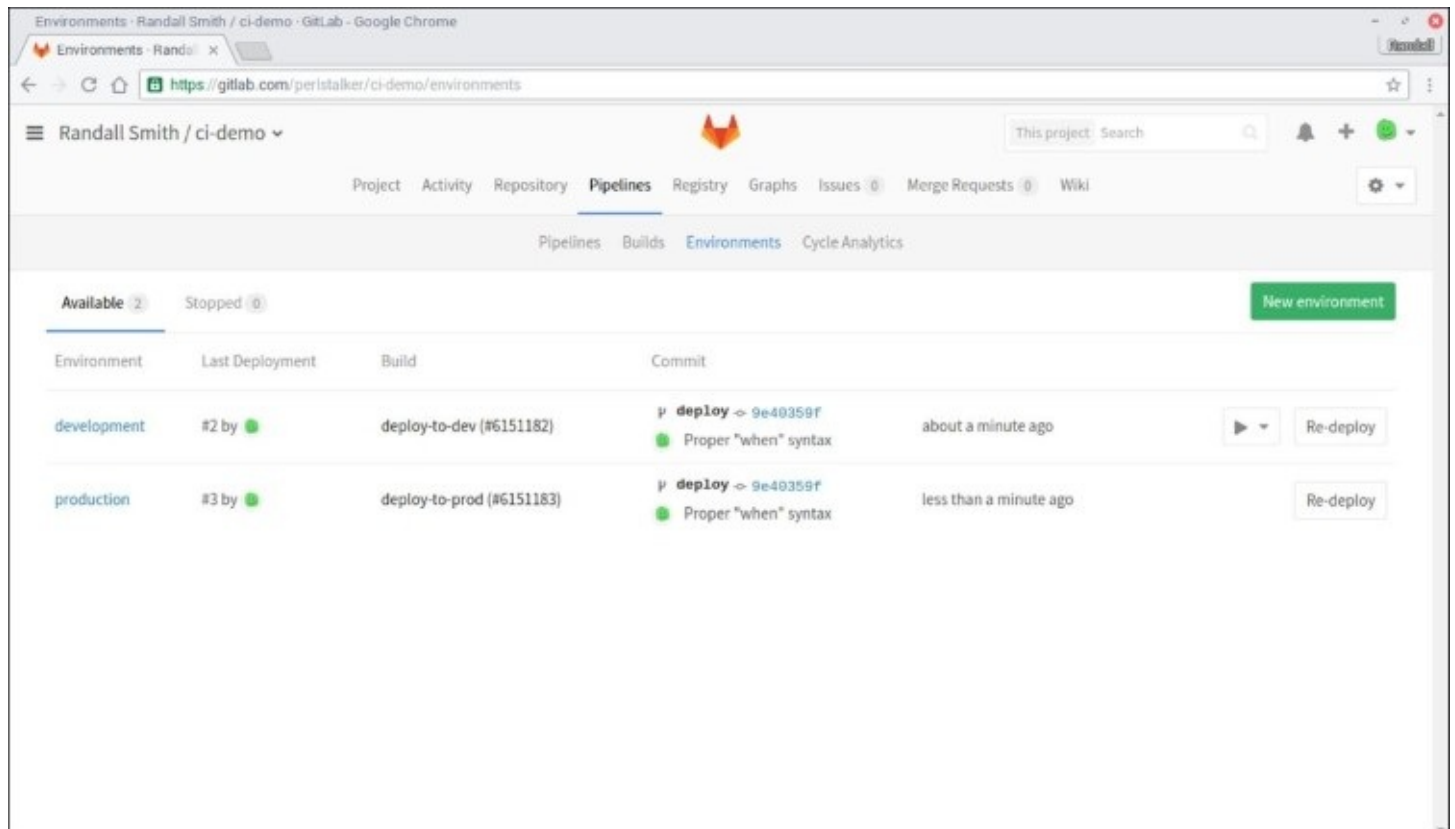 Environments · Randall Smith / ci-demo · GitLab - Google Chrome
Environments · Randal
Randall
https://gitlab.com/peristalker/ci-demo/environments
Randall Smith / ci-demo
This project Search
Project Activity Repository Pipelines Registry Graphs Issues 0 Merge Requests 0 Wiki
Pipelines Builds Environments Cycle Analytics
Available 2 Stopped 0 New environment
Environment Last Deployment Build Commit
deploy 9e40359f
development #2 by deploy-to-dev (#6151182) about a minute ago Re-deploy
Proper "when" syntax
deploy 9e40359f
production #3 by deploy-to-prod (#6151183) less than a minute ago Re-deploy
Proper "when" syntax